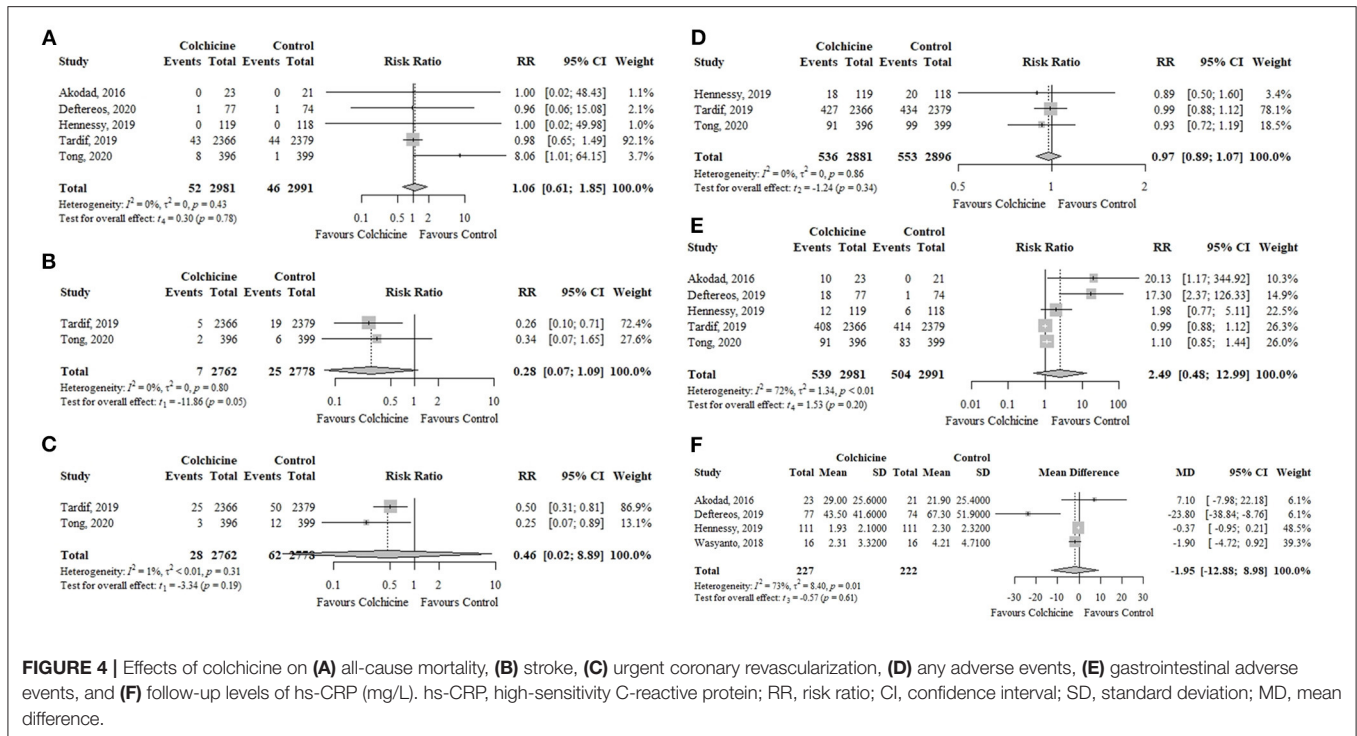 A
Colchicine Control
Study Events Total Events Total Risk Ratio RR 95% CI Weight
Akodad, 2016 0 23 0 21 1.00 [0.02; 48.43] 1.1%
Deftereos, 2020 1 77 1 74 0.96 [0.06; 15.08] 2.1%
Hennessy, 2019 0 119 0 118 1.00 [0.02; 49.98] 1.0%
Tardif, 2019 43 2366 44 2379 0.98 [0.65; 1.49] 92.1%
Tong, 2020 8 396 1 399 8.06 [1.01; 64.15] 3.7%
Total 52 2981 46 2991 1.06 [0.61; 1.85] 100.0%
Heterogeneity: I² = 0%, τ² = 0, p = 0.43
Test for overall effect: t₄ = 0.30 (p = 0.78)
0.1 0.5 1 2 10
Favours Colchicine Favours Control
B
Colchicine Control
Study Events Total Events Total Risk Ratio RR 95% CI Weight
Tardif, 2019 5 2366 19 2379 0.26 [0.10; 0.71] 72.4%
Tong, 2020 2 396 6 399 0.34 [0.07; 1.65] 27.6%
Total 7 2762 25 2778 0.28 [0.07; 1.09] 100.0%
Heterogeneity: I² = 0%, τ² = 0, p = 0.80
Test for overall effect: t₁ = -11.86 (p = 0.05)
0.1 0.5 1 2 10
Favours Colchicine Favours Control
C
Colchicine Control
Study Events Total Events Total Risk Ratio RR 95% CI Weight
Tardif, 2019 25 2366 50 2379 0.50 [0.31; 0.81] 86.9%
Tong, 2020 3 396 12 399 0.25 [0.07; 0.89] 13.1%
Total 28 2762 62 2778 0.46 [0.02; 8.89] 100.0%
Heterogeneity: I² = 1%, τ² < 0.01, p = 0.31
Test for overall effect: t₁ = -3.34 (p = 0.19)
0.1 0.5 1 2 10
Favours Colchicine Favours Control
D
Colchicine Control
Study Events Total Events Total Risk Ratio RR 95% CI Weight
Hennessy, 2019 18 119 20 118 0.89 [0.50; 1.60] 3.4%
Tardif, 2019 427 2366 434 2379 0.99 [0.88; 1.12] 78.1%
Tong, 2020 91 396 99 399 0.93 [0.72; 1.19] 18.5%
Total 536 2881 553 2896 0.97 [0.89; 1.07] 100.0%
Heterogeneity: I² = 0%, τ² = 0, p = 0.86
Test for overall effect: t₂ = -1.24 (p = 0.34)
0.5 1 2
Favours Colchicine Favours Control
E
Colchicine Control
Study Events Total Events Total Risk Ratio RR 95% CI Weight
Akodad, 2016 10 23 0 21 20.13 [1.17; 344.92] 10.3%
Deftereos, 2019 18 77 1 74 17.30 [2.37; 126.33] 14.9%
Hennessy, 2019 12 119 6 118 1.98 [0.77; 5.11] 22.5%
Tardif, 2019 408 2366 414 2379 0.99 [0.88; 1.12] 26.3%
Tong, 2020 91 396 83 399 1.10 [0.85; 1.44] 26.0%
Total 539 2981 504 2991 2.49 [0.48; 12.99] 100.0%
Heterogeneity: I² = 72%, τ² = 1.34, p < 0.01
Test for overall effect: t₄ = 1.53 (p = 0.20)
0.01 0.1 1 10 100
Favours Colchicine Favours Control
F
Colchicine Control
Study Total Mean SD Total Mean SD Mean Difference MD 95% CI Weight
Akodad, 2016 23 29.00 25.6000 21 21.90 25.4000 7.10 [ -7.98; 22.18] 6.1%
Deftereos, 2019 77 43.50 41.6000 74 67.30 51.9000 -23.80 [-38.84; -8.76] 6.1%
Hennessy, 2019 111 1.93 2.1000 111 2.30 2.3200 -0.37 [ -0.95; 0.21] 48.5%
Wasyanto, 2018 16 2.31 3.3200 16 4.21 4.7100 -1.90 [ -4.72; 0.92] 39.3%
Total 227 222 -1.95 [-12.88; 8.98] 100.0%
Heterogeneity: I² = 73%, τ² = 8.40, p = 0.01
Test for overall effect: t₃ = -0.57 (p = 0.61)
-30 -20 -10 0 10 20 30
Favours Colchicine Favours Control
FIGURE 4 | Effects of colchicine on (A) all-cause mortality, (B) stroke, (C) urgent coronary revascularization, (D) any adverse events, (E) gastrointestinal adverse
events, and (F) follow-up levels of hs-CRP (mg/L). hs-CRP, high-sensitivity C-reactive protein; RR, risk ratio; CI, confidence interval; SD, standard deviation; MD, mean
difference.